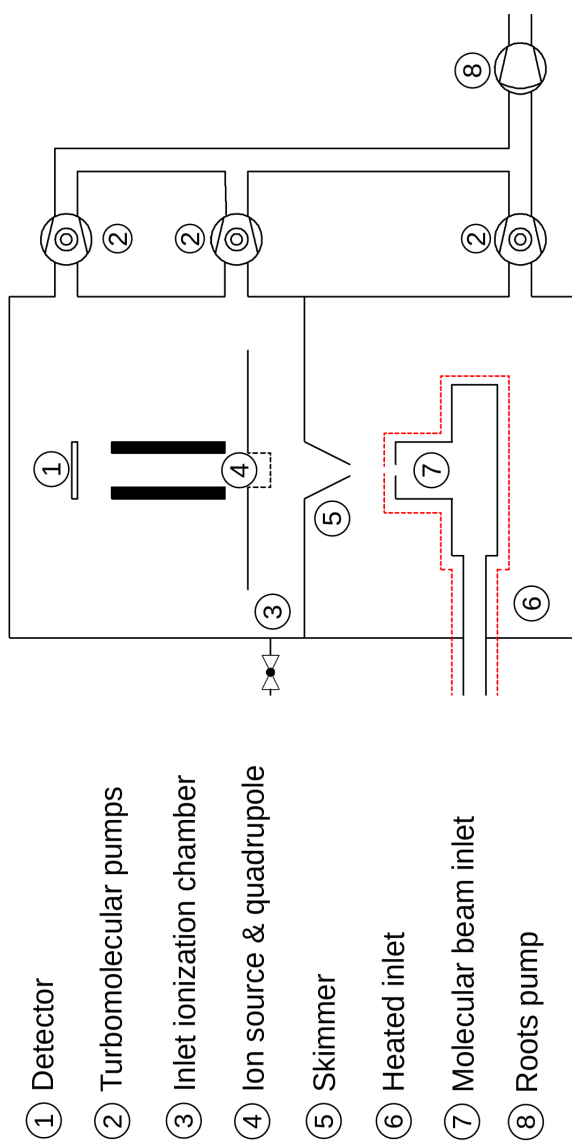 ① Detector
② Turbomolecular pumps
③ Inlet ionization chamber
④ Ion source & quadrupole
⑤ Skimmer
⑥ Heated inlet
⑦ Molecular beam inlet
⑧ Roots pump
①
②
②
②
③
④
⑤
⑥
⑦
⑧